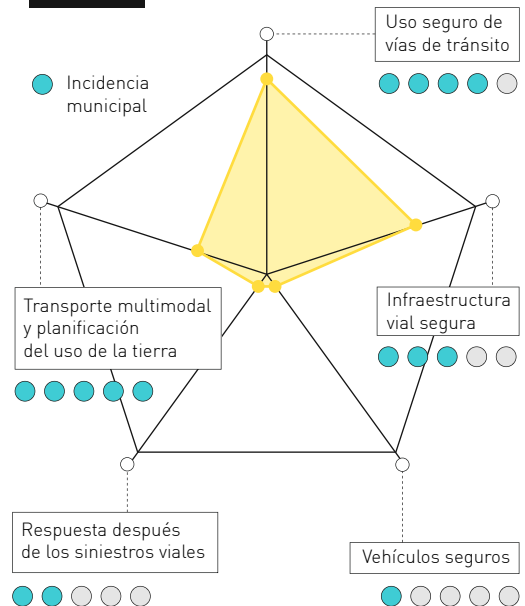 Uso seguro de
vías de tránsito
Incidencia
municipal
Transporte multimodal
y planificación
del uso de la tierra
Infraestructura
vial segura
Respuesta después
de los siniestros viales
Vehículos seguros